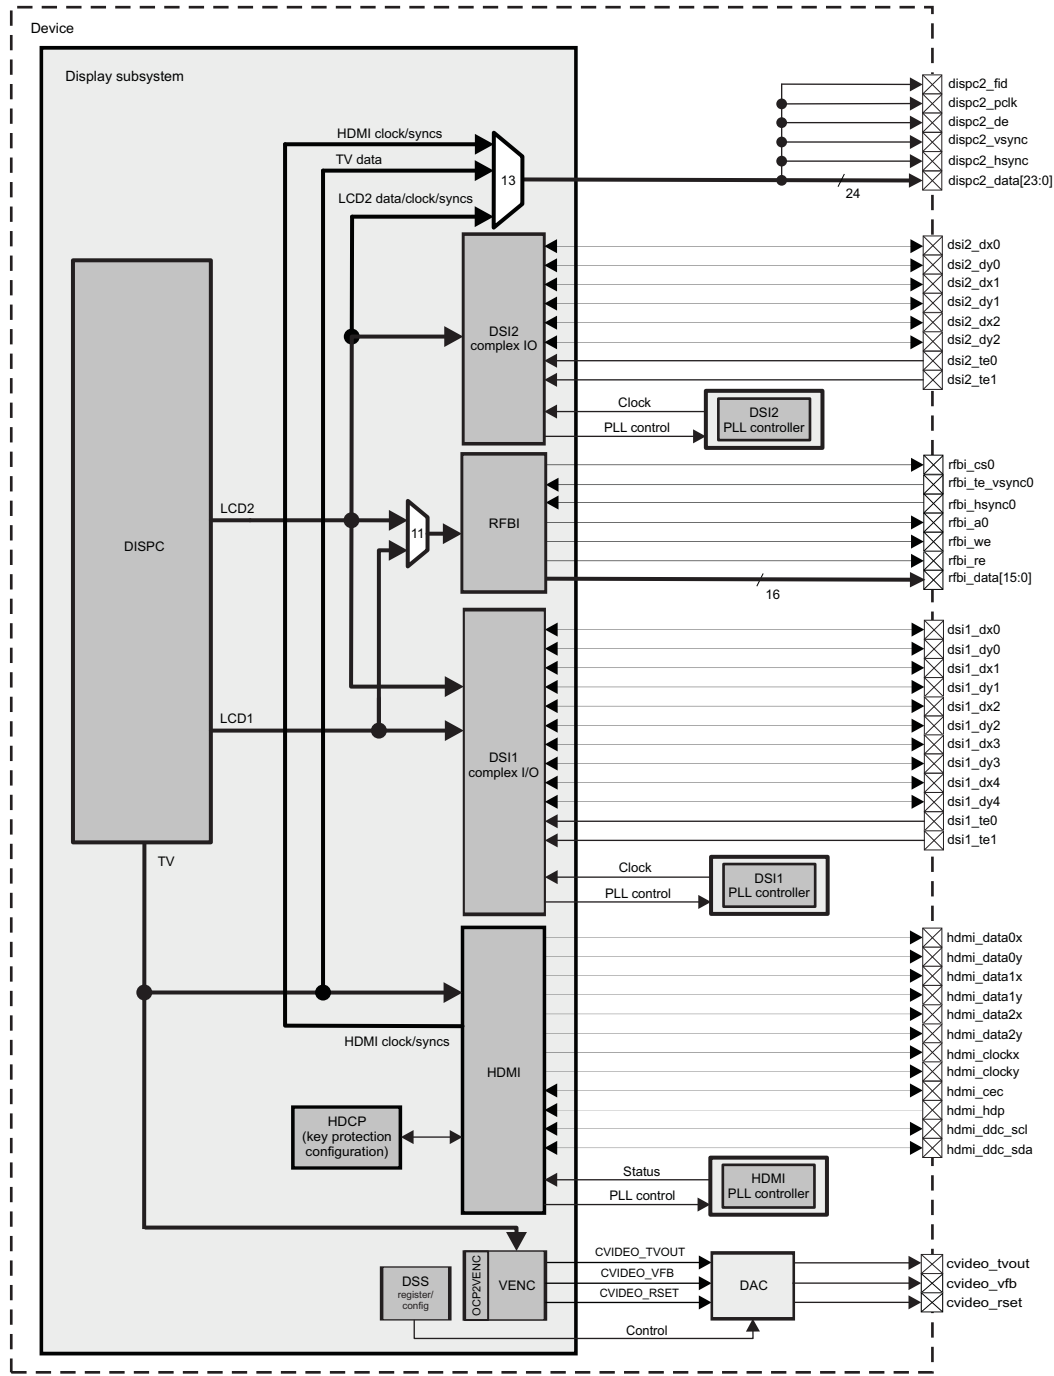 Device
Display subsystem
HDMI clock/syncs
TV data
LCD2 data/clock/syncs
13
24
dispc2_fid
dispc2_pclk
dispc2_de
dispc2_vsync
dispc2_hsync
dispc2_data[23:0]
DSI2
complex IO
dsi2_dx0
dsi2_dy0
dsi2_dx1
dsi2_dy1
dsi2_dx2
dsi2_dy2
dsi2_te0
dsi2_te1
Clock
PLL control
DSI2
PLL controller
DISPC
LCD2
11
RFBI
rfbi_cs0
rfbi_te_vsync0
rfbi_hsync0
rfbi_a0
rfbi_we
rfbi_re
rfbi_data[15:0]
16
LCD1
DSI1
complex I/O
dsi1_dx0
dsi1_dy0
dsi1_dx1
dsi1_dy1
dsi1_dx2
dsi1_dy2
dsi1_dx3
dsi1_dy3
dsi1_dx4
dsi1_dy4
dsi1_te0
dsi1_te1
Clock
PLL control
DSI1
PLL controller
TV
HDMI clock/syncs
HDMI
HDCP
(key protection
configuration)
hdmi_data0x
hdmi_data0y
hdmi_data1x
hdmi_data1y
hdmi_data2x
hdmi_data2y
hdmi_clockx
hdmi_clocky
hdmi_cec
hdmi_hdp
hdmi_ddc_scl
hdmi_ddc_sda
Status
PLL control
HDMI
PLL controller
DSS
register/
config
OCP2VENC
VENC
CVIDEO_TVOUT
CVIDEO_VFB
CVIDEO_RSET
Control
DAC
cvideo_tvout
cvideo_vfb
cvideo_rset